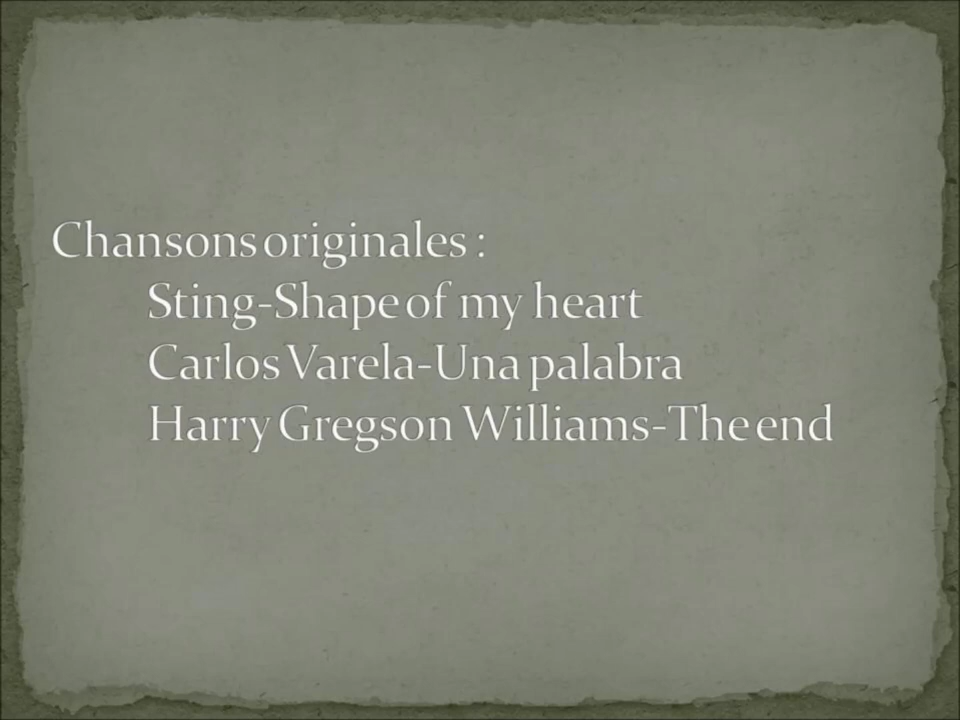 Chansons originales :
Sting-Shape of my heart
Carlos Varela-Una palabra
Harry Gregson Williams-The end